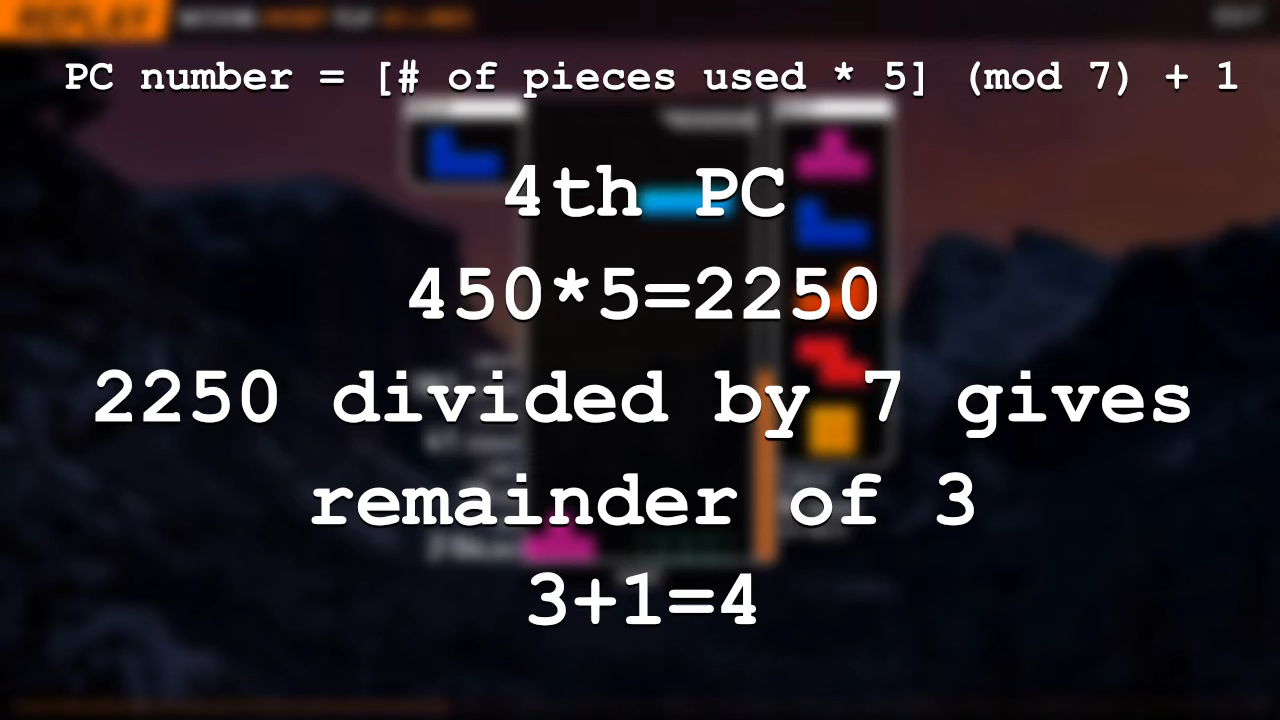 REPLAY
PC number = [# of pieces used * 5] (mod 7) + 1
4th PC
450*5=2250
2250 divided by 7 gives
remainder of 3
3+1=4